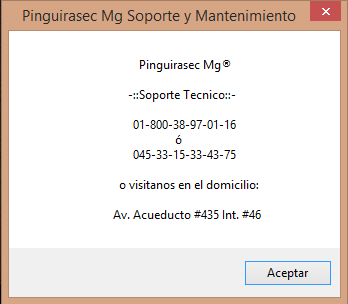 Pinguirasec Mg Soporte y Mantenimiento
Pinguirasec Mg®
-::Soporte Tecnico::-
01-800-38-97-01-16
ó
045-33-15-33-43-75
o visitanos en el domicilio:
Av. Acueducto #435 Int. #46
Aceptar